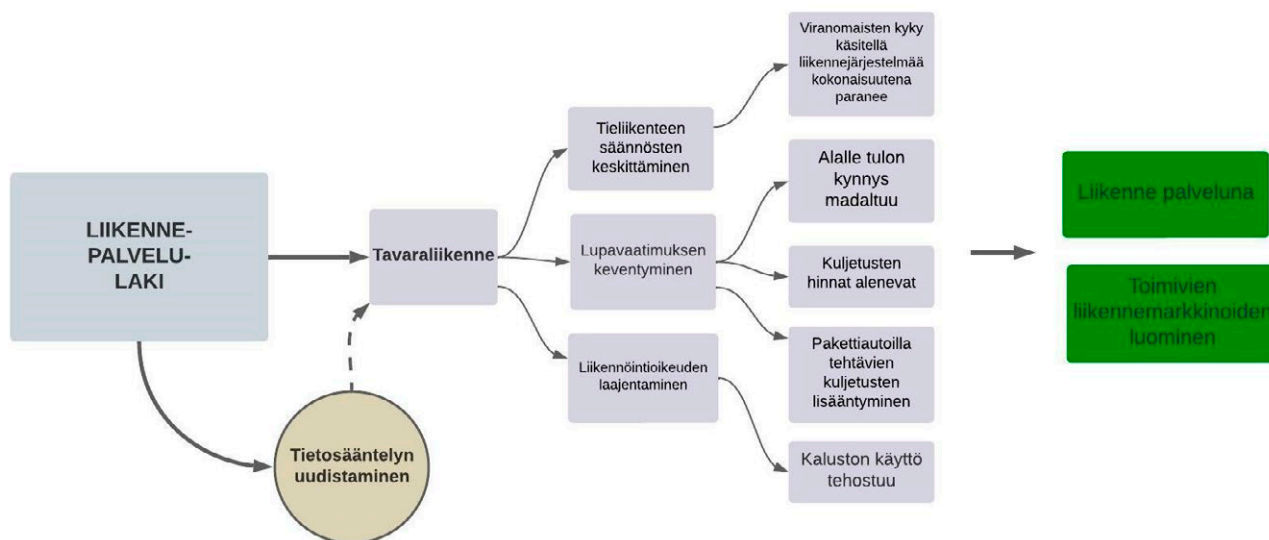 LIIKENNE-
PALVELU-
LAKI
Tietosääntelyn
uudistaminen
Tavaraliikenne
Tieliikenteen
säännösten
keskittäminen
Lupavaatimuksen
keventyminen
Liikennöintioikeuden
laajentaminen
Viranomaisten kyky
käsitellä
liikennejärjestelmää
kokonaisuutena
paranee
Alalle tulon
kynnys
madaltuu
Kuljetusten
hinnat alenevat
Pakettiautoilla
tehtävien
kuljetusten
lisääntyminen
Kaluston käyttö
tehostuu
Liikenne palveluna
Toimivien
liikennemarkkinoiden
luominen